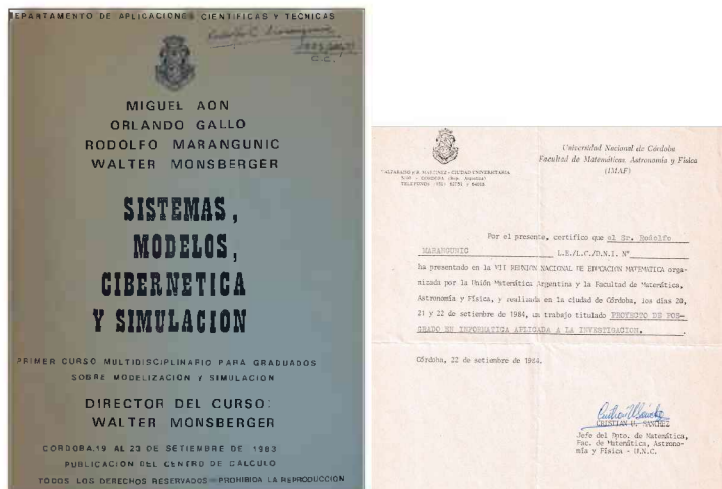 DEPARTAMENTO DE APLICACIONES CIENTIFICAS Y TECNICAS
C.C.
MIGUEL AON
ORLANDO GALLO
RODOLFO MARANGUNIC
WALTER MONSBERGER
SISTEMAS,
MODELOS,
CIBERNETICA
Y SIMULACION
PRIMER CURSO MULTIDISCIPLINARIO PARA GRADUADOS
SOBRE MODELIZACION Y SIMULACION
DIRECTOR DEL CURSO:
WALTER MONSBERGER
CORDOBA, 19 AL 23 DE SETIEMBRE DE 1983
PUBLICACION DEL CENTRO DE CALCULO
TODOS LOS DERECHOS RESERVADOS - PROHIBIDA LA REPRODUCCION
Universidad Nacional de Córdoba
Facultad de Matemáticas, Astronomía y Física
(IMAF)
CIUDAD UNIVERSITARIA
Por el presente, certifico que el Sr. Rodolfo
MARANGUNIC L.E./L.C./D.N.I. N°
ha presentado en la VII REUNION NACIONAL DE EDUCACION MATEMATICA orga-
nizada por la Unión Matemática Argentina y la Facultad de Matemática,
Astronomía y Física, y realizada en la ciudad de Córdoba, los días 20,
21 y 22 de setiembre de 1984, un trabajo titulado PROYECTO DE POS-
GRADO EN INFORMATICA APLICADA A LA INVESTIGACION.
Córdoba, 22 de setiembre de 1984.
CRISTIAN U. SANCHEZ
Jefe del Dpto. de Matemática,
Fac. de Matemática, Astrono-
mía y Física - U.N.C.